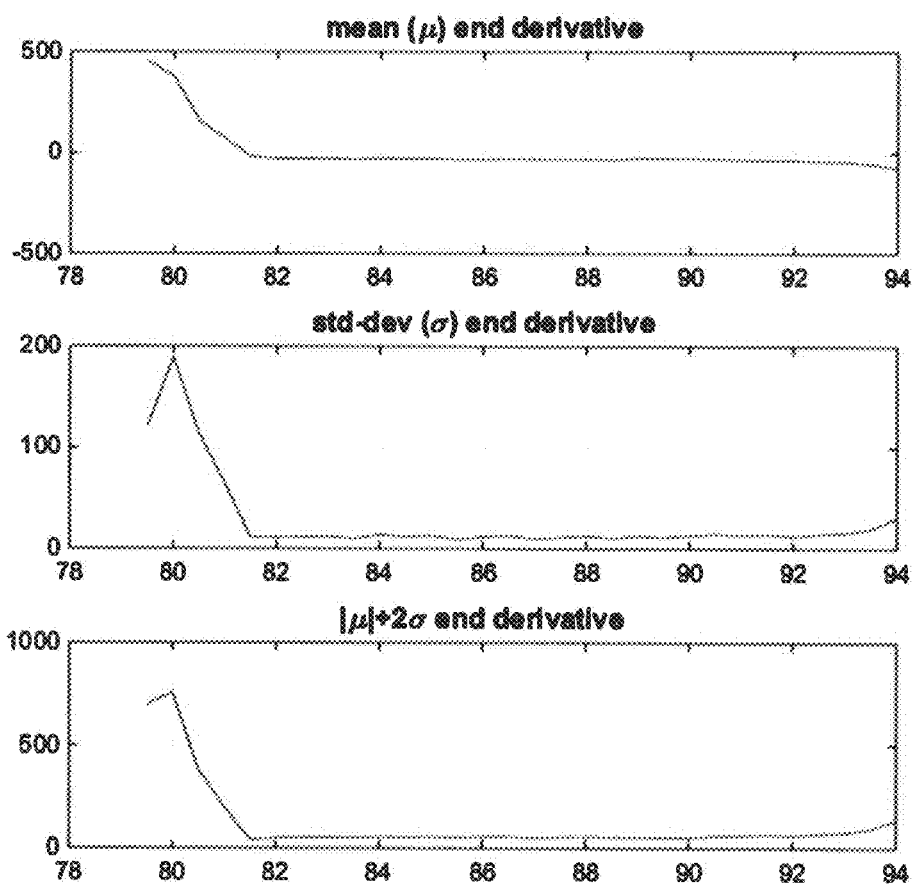 mean (μ) end derivative
500
0
-500
78 80 82 84 86 88 90 92 94
std-dev (σ) end derivative
200
100
0
78 80 82 84 86 88 90 92 94
|μ|+2σ end derivative
1000
500
0
78 80 82 84 86 88 90 92 94